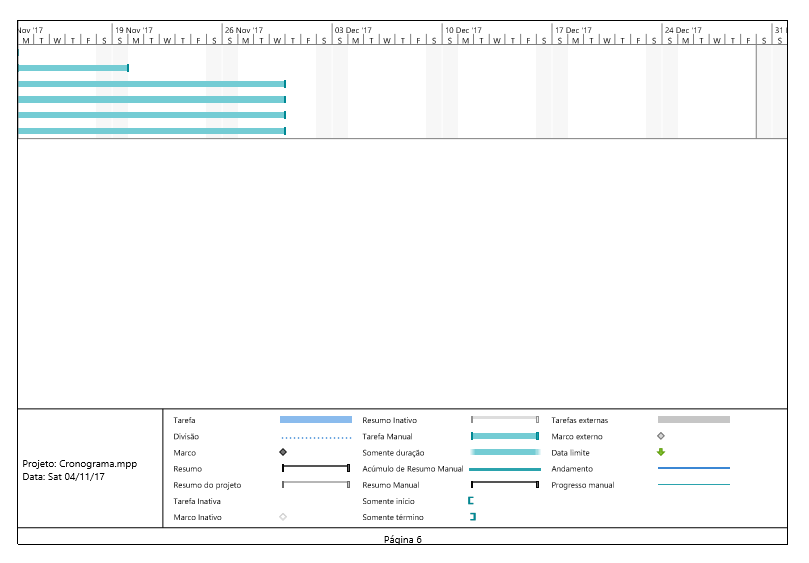 Nov '17 19 Nov '17 26 Nov '17 03 Dec '17 10 Dec '17 17 Dec '17 24 Dec '17 31
M T W T F S S M T W T F S S M T W T F S S M T W T F S S M T W T F S S M T W T F S S M T W T F S S
Tarefa Resumo Inativo Tarefas externas
Divisão Tarefa Manual Marco externo
Marco Somente duração Data limite
Resumo Acúmulo de Resumo Manual Andamento
Resumo do projeto Resumo Manual Progresso manual
Tarefa Inativa Somente início
Marco Inativo Somente término
Projeto: Cronograma.mpp
Data: Sat 04/11/17
Página 6